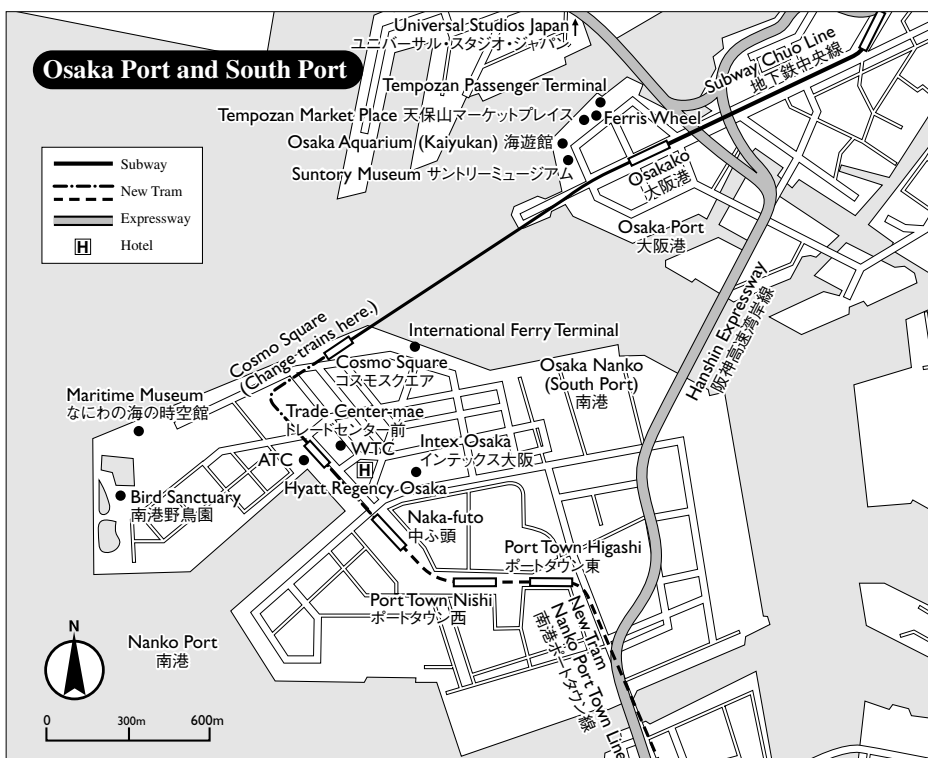 Osaka Port and South Port
Universal Studios Japan
ユニバーサル・スタジオ・ジャパン
Subway Chuo Line
地下鉄中央線
Tempozan Passenger Terminal
Tempozan Market Place 天保山マーケットプレイス
Ferris Wheel
Osaka Aquarium (Kaiyukan) 海遊館
Suntory Museum サントリーミュージアム
Osakako
大阪港
Osaka Port
大阪港
Subway
New Tram
Expressway
H Hotel
Hanshin Expressway
阪神高速湾岸線
Cosmo Square
(Change trains here.)
International Ferry Terminal
Cosmo Square
コスモスクエア
Osaka Nanko
(South Port)
南港
Maritime Museum
なにわの海の時空館
Trade Center-mae
トレードセンター前
WTC
ATC
Intex Osaka
インテックス大阪
H
Hyatt Regency Osaka
Bird Sanctuary
南港野鳥園
Naka-futo
中ふ頭
Port Town Higashi
ポートタウン東
Port Town Nishi
ポートタウン西
New Tram
Nanko Port Town Line
南港ポートタウン線
Nanko Port
南港
N
0 300m 600m